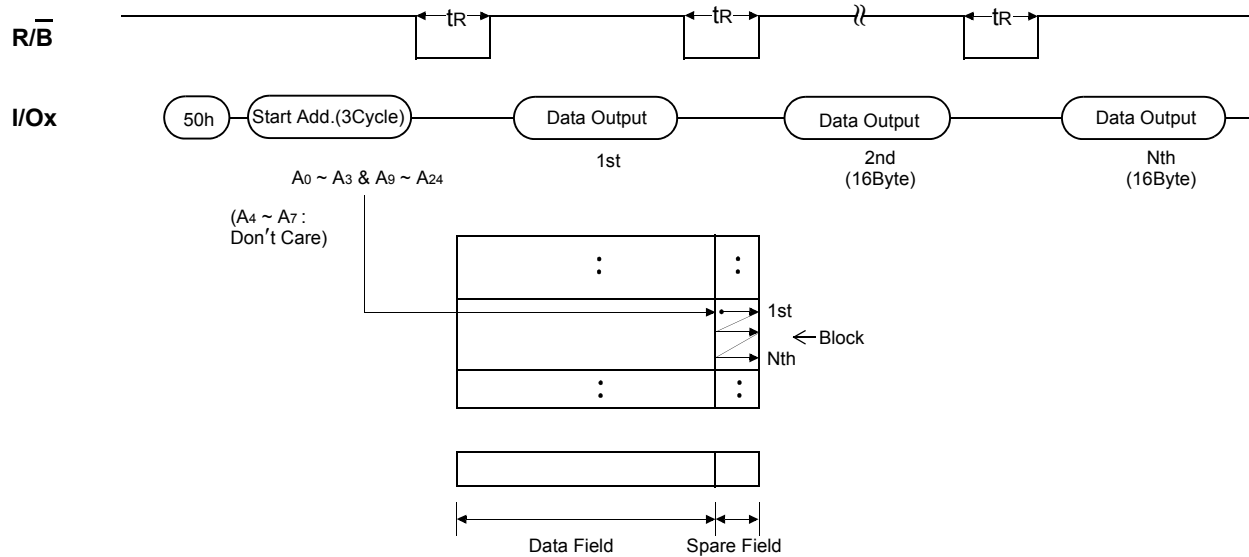 R/B
tR tR tR
I/Ox
50h Start Add.(3Cycle) Data Output Data Output Data Output
1st 2nd Nth
(16Byte) (16Byte)
A0 ~ A3 & A9 ~ A24
(A4 ~ A7 :
Don't Care)
1st
Block
Nth
Data Field Spare Field